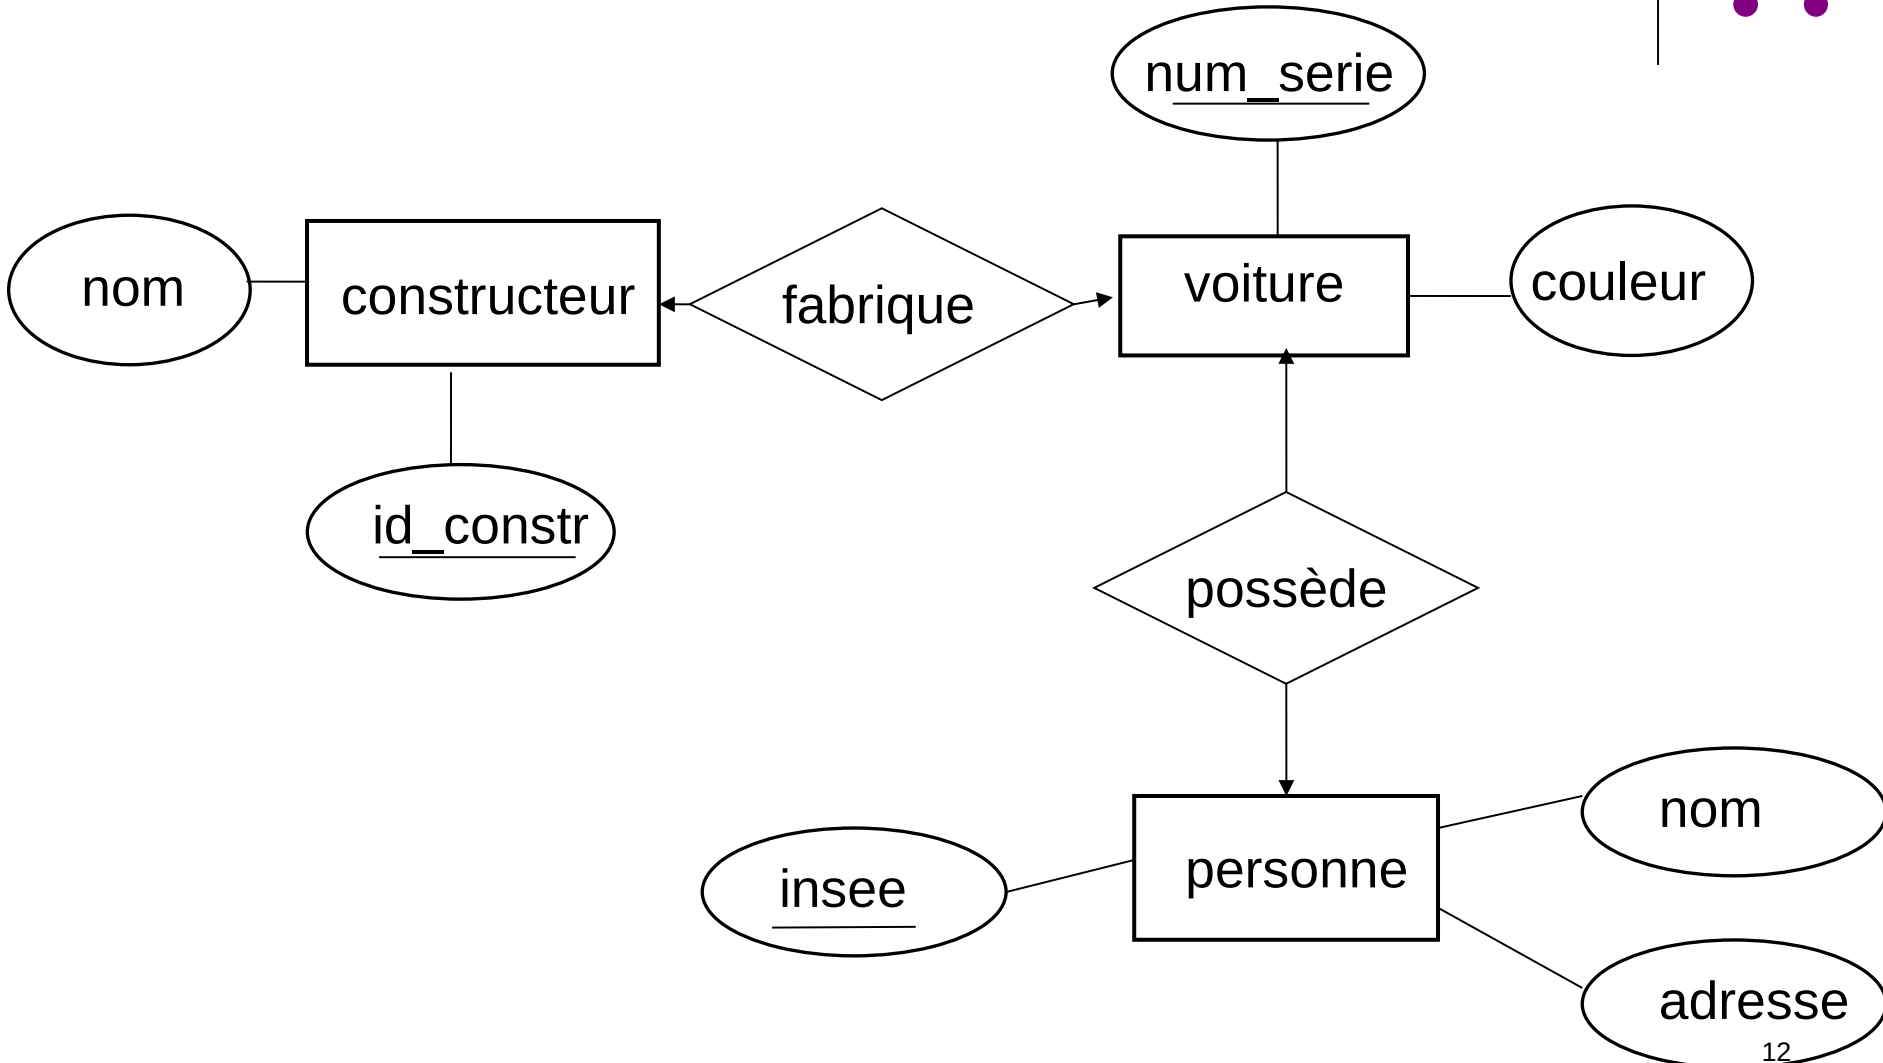 num_serie
nom
constructeur
fabrique
voiture
couleur
id_constr
possède
nom
insee
personne
adresse
12